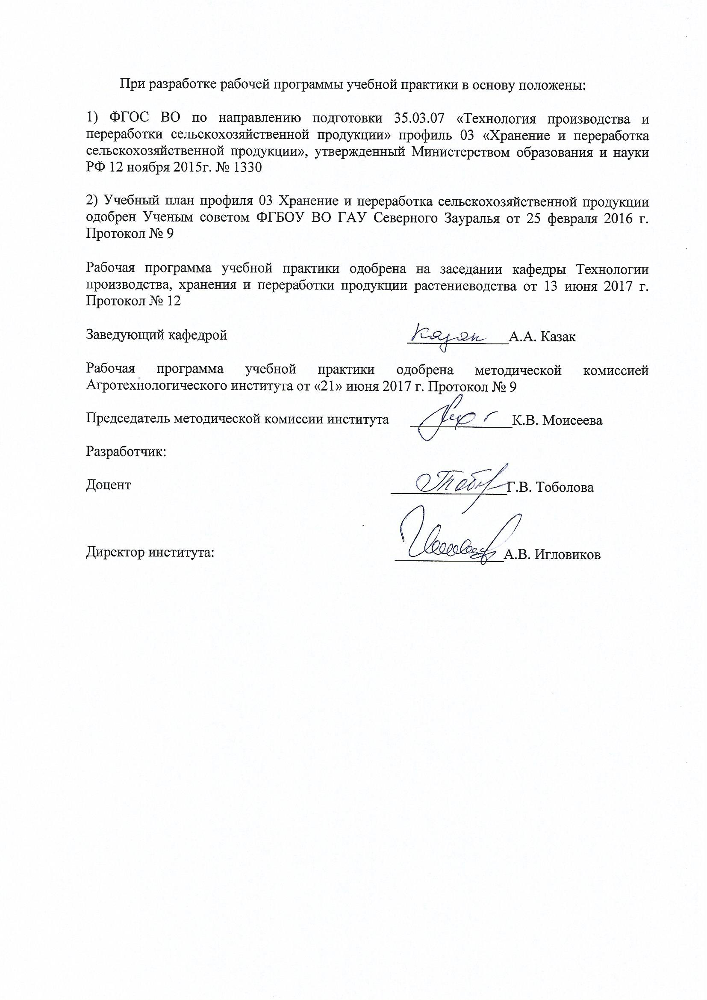 При разработке рабочей программы учебной практики в основу положены:
1) ФГОС ВО по направлению подготовки 35.03.07 «Технология производства и
переработки сельскохозяйственной продукции» профиль 03 «Хранение и переработка
сельскохозяйственной продукции», утвержденный Министерством образования и науки
РФ 12 ноября 2015г. № 1330
2) Учебный план профиля 03 Хранение и переработка сельскохозяйственной продукции
одобрен Ученым советом ФГБОУ ВО ГАУ Северного Зауралья от 25 февраля 2016 г.
Протокол № 9
Рабочая программа учебной практики одобрена на заседании кафедры Технологии
производства, хранения и переработки продукции растениеводства от 13 июня 2017 г.
Протокол № 12
Заведующий кафедрой Казак А.А. Казак
Рабочая программа учебной практики одобрена методической комиссией
Агротехнологического института от «21» июня 2017 г. Протокол № 9
Председатель методической комиссии института К.В. Моисеева
Разработчик:
Доцент Г.В. Тоболова
Директор института: А.В. Игловиков